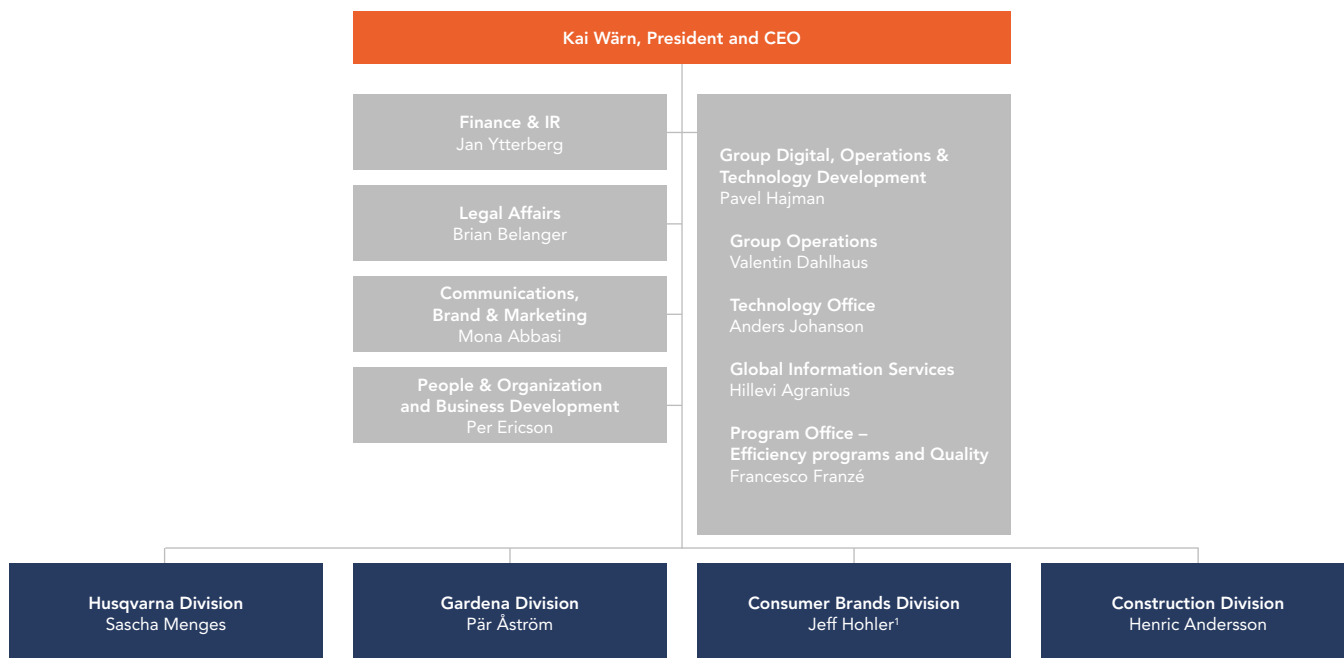 Kai Wärn, President and CEO
Finance & IR
Jan Ytterberg
Legal Affairs
Brian Belanger
Communications,
Brand & Marketing
Mona Abbasi
People & Organization
and Business Development
Per Ericson
Group Digital, Operations &
Technology Development
Pavel Hajman
Group Operations
Valentin Dahlhaus
Technology Office
Anders Johanson
Global Information Services
Hillevi Agranius
Program Office –
Efficiency programs and Quality
Francesco Franzé
Husqvarna Division
Sascha Menges
Gardena Division
Pär Åström
Consumer Brands Division
Jeff Hohler¹
Construction Division
Henric Andersson